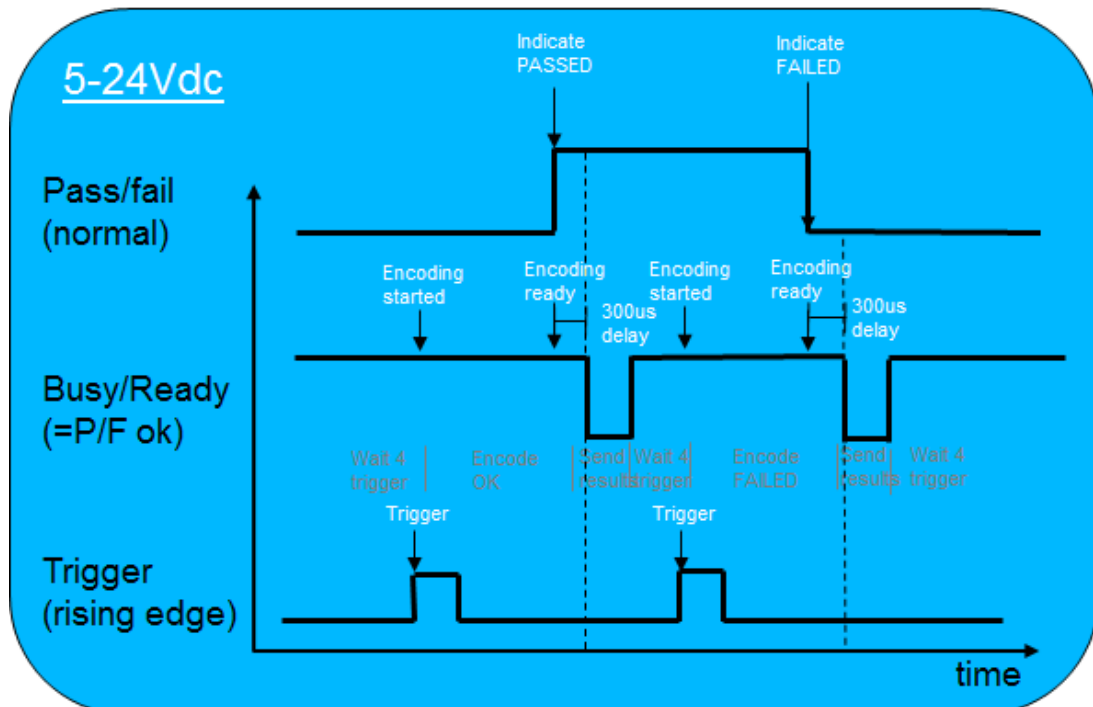 5-24Vdc
Indicate
PASSED
Indicate
FAILED
Pass/fail
(normal)
Encoding
started
Encoding
ready
300us
delay
Encoding
started
Encoding
ready
300us
delay
Busy/Ready
(=P/F ok)
Wait 4
trigger
Encode
OK
Send
results
Wait 4
trigger
Encode
FAILED
Send
results
Wait 4
trigger
Trigger
Trigger
Trigger
(rising edge)
time